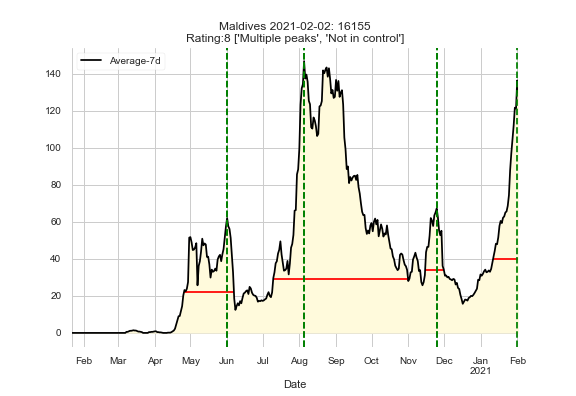 Maldives 2021-02-02: 16155
Rating:8 ['Multiple peaks', 'Not in control']
Average-7d
140
120
100
80
60
40
20
0
Feb Mar Apr May Jun Jul Aug Sep Oct Nov Dec Jan Feb
2021
Date